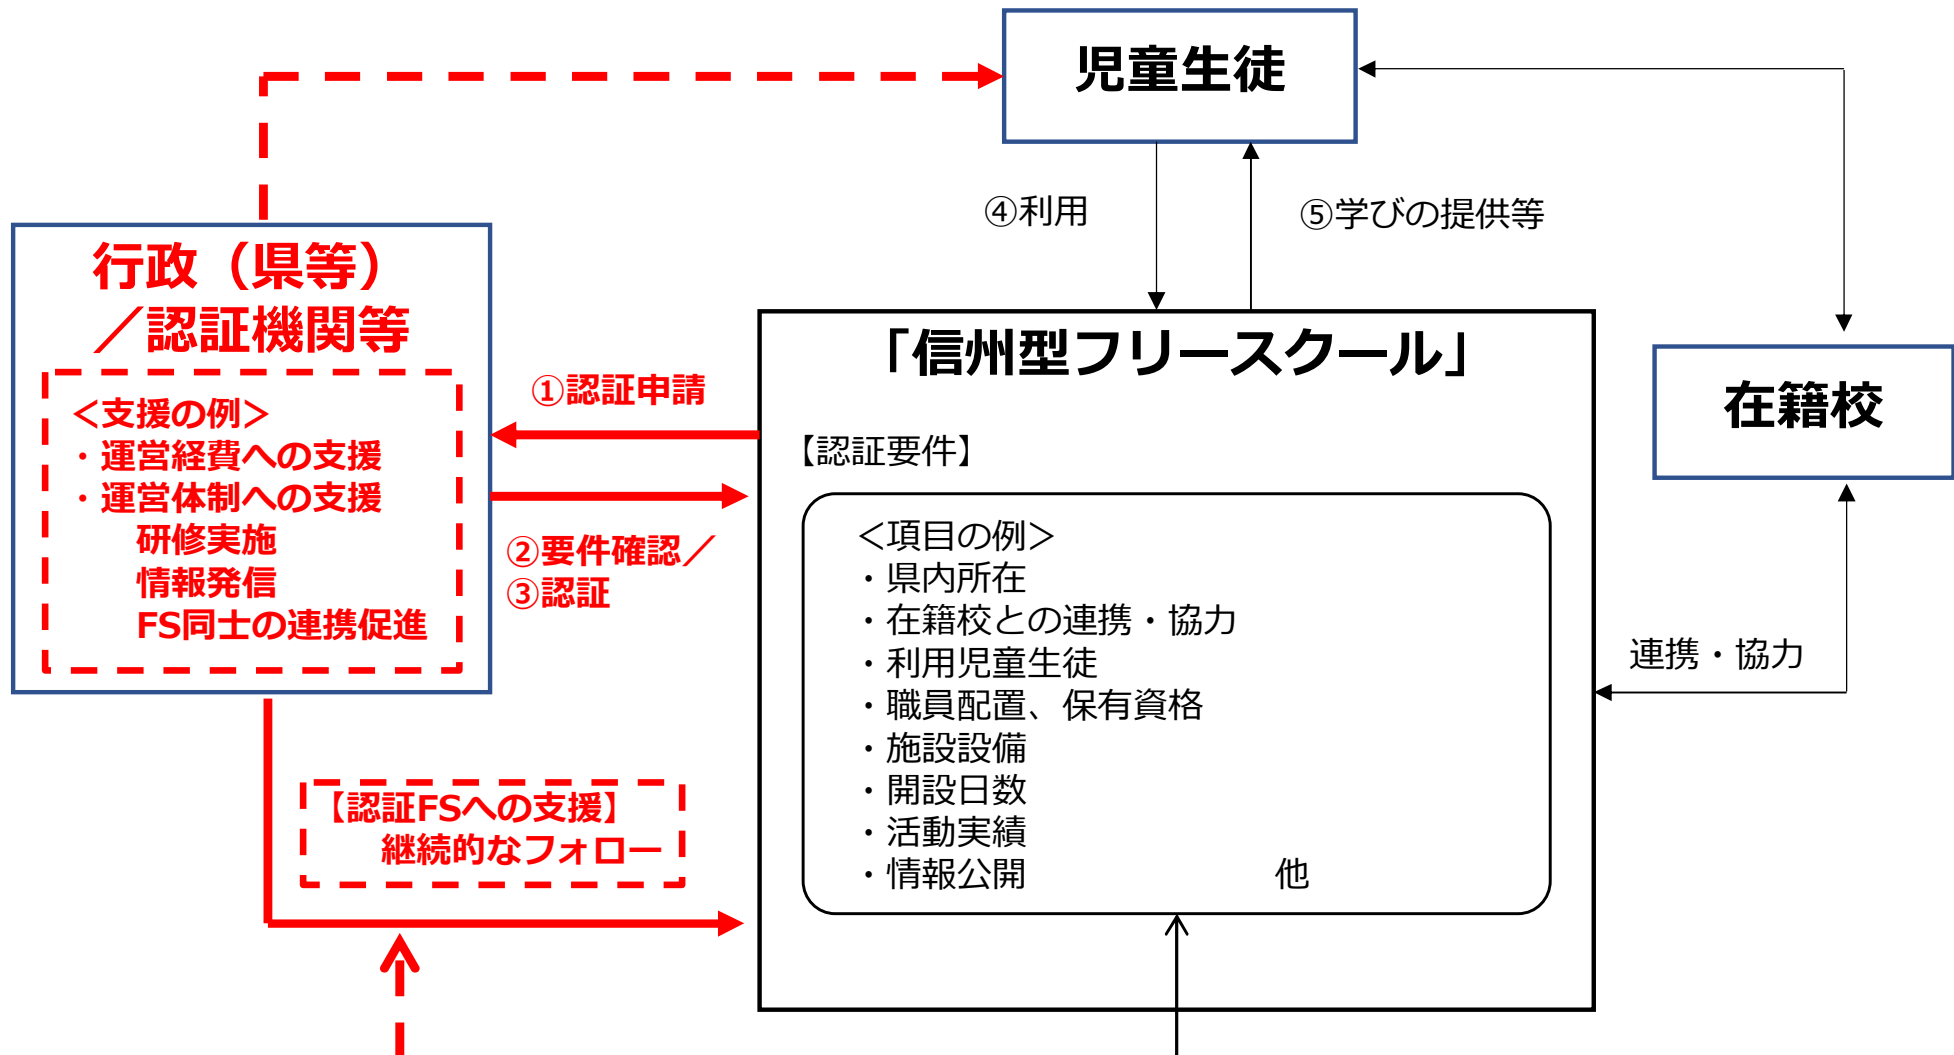 児童生徒
④利用
⑤学びの提供等
行政（県等）
／認証機関等
＜支援の例＞
・運営経費への支援
・運営体制への支援
研修実施
情報発信
FS同士の連携促進
①認証申請
②要件確認／
③認証
「信州型フリースクール」
【認証要件】
＜項目の例＞
・県内所在
・在籍校との連携・協力
・利用児童生徒
・職員配置、保有資格
・施設設備
・開設日数
・活動実績
・情報公開　　　　　　　他
在籍校
連携・協力
【認証FSへの支援】
継続的なフォロー